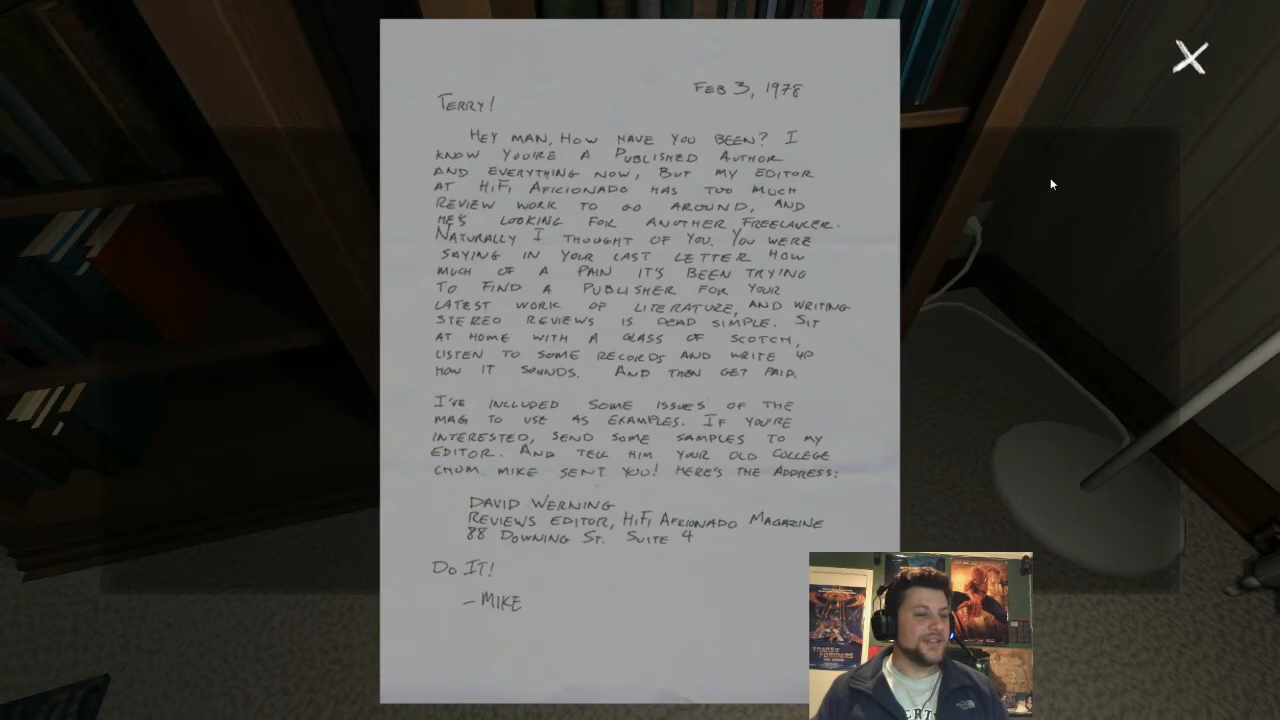 FEB 3, 1978
TERRY!
HEY MAN, HOW HAVE YOU BEEN? I
KNOW YOU'RE A PUBLISHED AUTHOR
AND EVERYTHING NOW, BUT MY EDITOR
AT HIFI AFICIONADO HAS TOO MUCH
REVIEW WORK TO GO AROUND, AND
HE'S LOOKING FOR ANOTHER FREELANCER.
NATURALLY I THOUGHT OF YOU. YOU WERE
SAYING IN YOUR LAST LETTER HOW
MUCH OF A PAIN IT'S BEEN TRYING
TO FIND A PUBLISHER FOR YOUR
LATEST WORK OF LITERATURE, AND WRITING
STEREO REVIEWS IS DEAD SIMPLE. SIT
AT HOME WITH A GLASS OF SCOTCH,
LISTEN TO SOME RECORDS AND WRITE UP
HOW IT SOUNDS. AND THEN GET PAID.
I'VE INCLUDED SOME ISSUES OF THE
MAG TO USE AS EXAMPLES. IF YOU'RE
INTERESTED, SEND SOME SAMPLES TO MY
EDITOR. AND TELL HIM YOUR OLD COLLEGE
CHUM MIKE SENT YOU! HERE'S THE ADDRESS:
DAVID WERNING
REVIEWS EDITOR, HIFI AFICIONADO MAGAZINE
88 DOWNING ST. SUITE 4
DO IT!
- MIKE
TRANSFORMERS